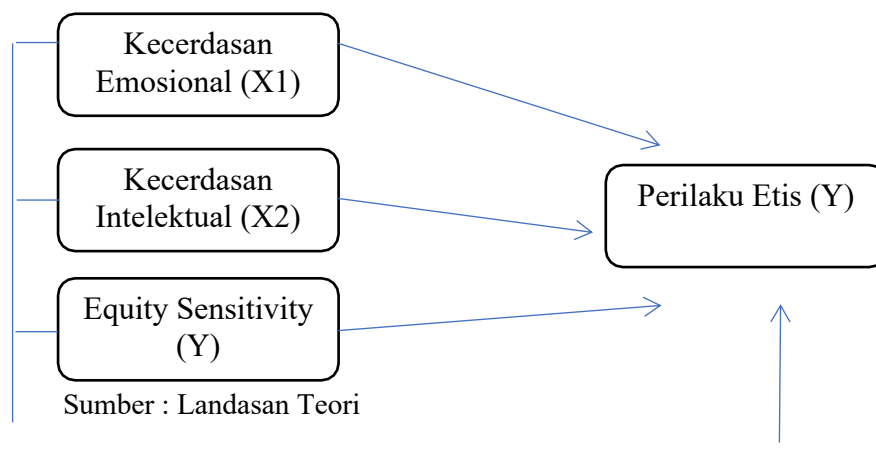 Kecerdasan
Emosional (X1)
Kecerdasan
Intelektual (X2)
Perilaku Etis (Y)
Equity Sensitivity
(Y)
Sumber : Landasan Teori